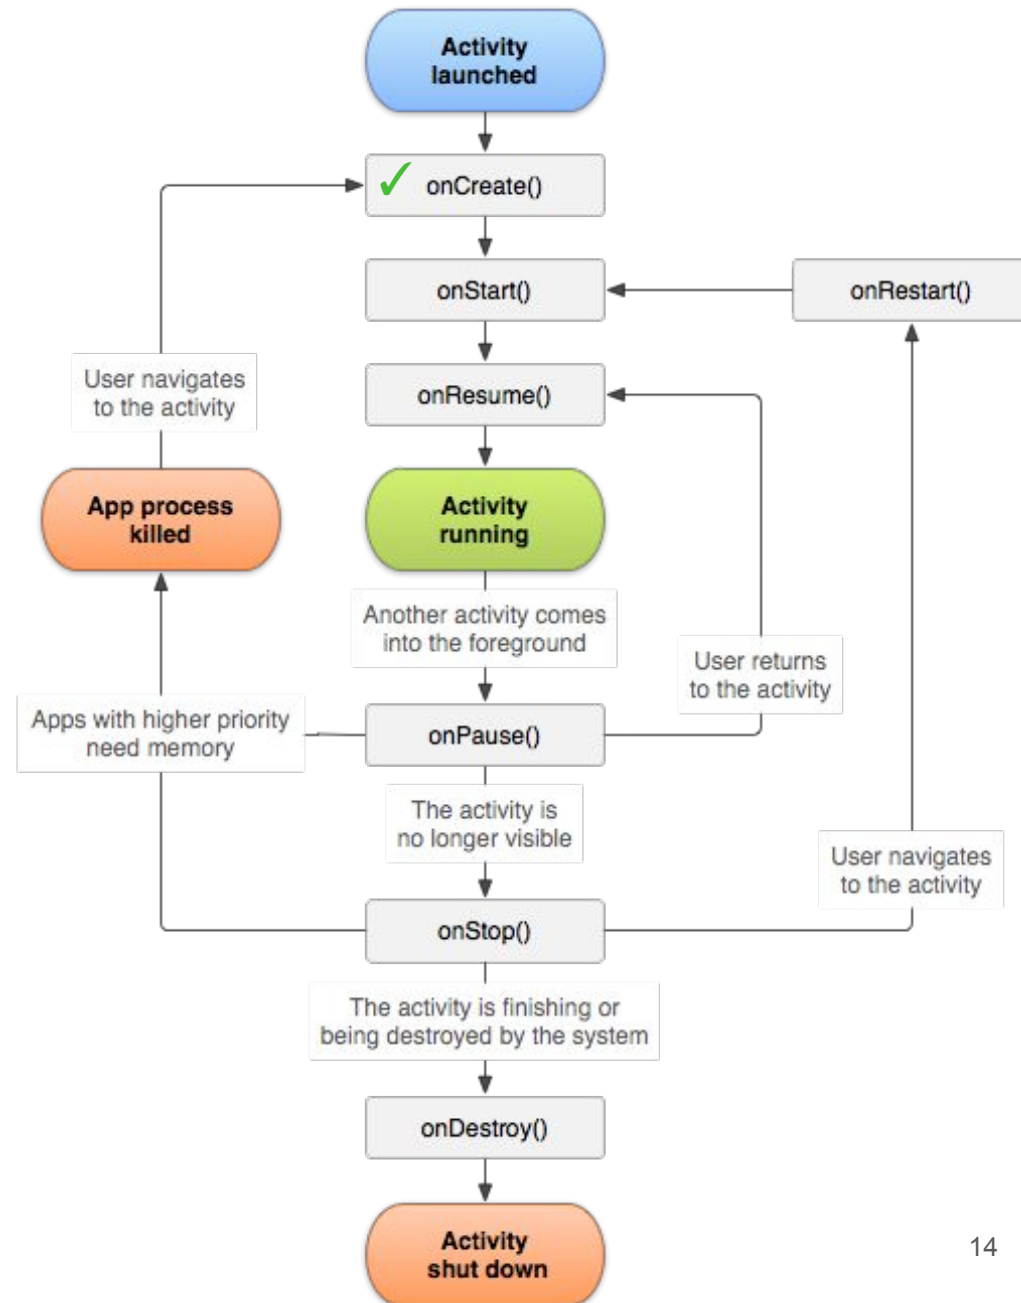 Activity
launched
✓ onCreate()
onStart()
onRestart()
onResume()
User navigates
to the activity
App process
killed
Activity
running
Another activity comes
into the foreground
User returns
to the activity
Apps with higher priority
need memory
onPause()
The activity is
no longer visible
User navigates
to the activity
onStop()
The activity is finishing or
being destroyed by the system
onDestroy()
Activity
shut down
14